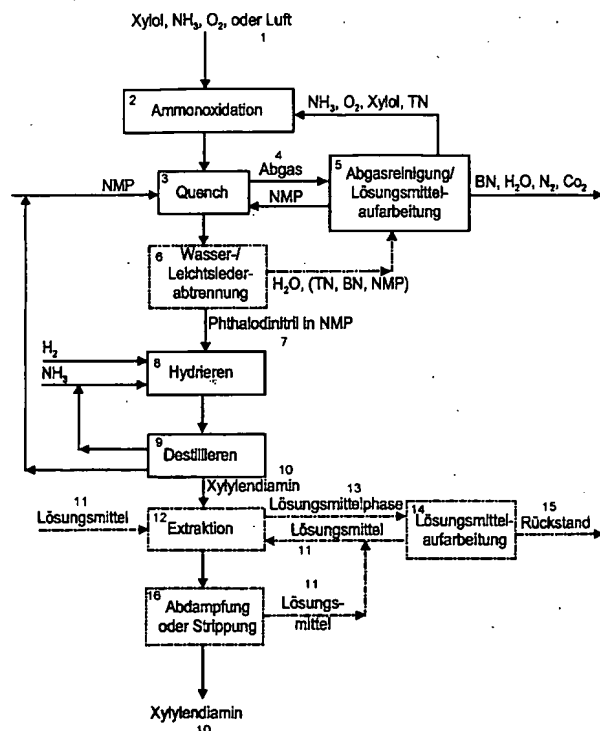 Xylol, NH3, O2, oder Luft
1
2
Ammonoxidation
NH3, O2, Xylol, TN
3
Quench
4
Abgas
NMP
NMP
5
Abgasreinigung/
Lösungsmittel-
aufarbeitung
BN, H2O, N2, Co2
6
Wasser-/
Leichtsieder-
abtrennung
H2O, (TN, BN, NMP)
Phthalodinitril in NMP
7
H2
NH3
8
Hydrieren
9
Destillieren
10
Xylylendiamin
11
Lösungsmittel
12
Extraktion
13
Lösungsmittelphase
Lösungsmittel
11
14
Lösungsmittel-
aufarbeitung
15
Rückstand
16
Abdampfung
oder Strippung
11
Lösungs-
mittel
Xylylendiamin
10